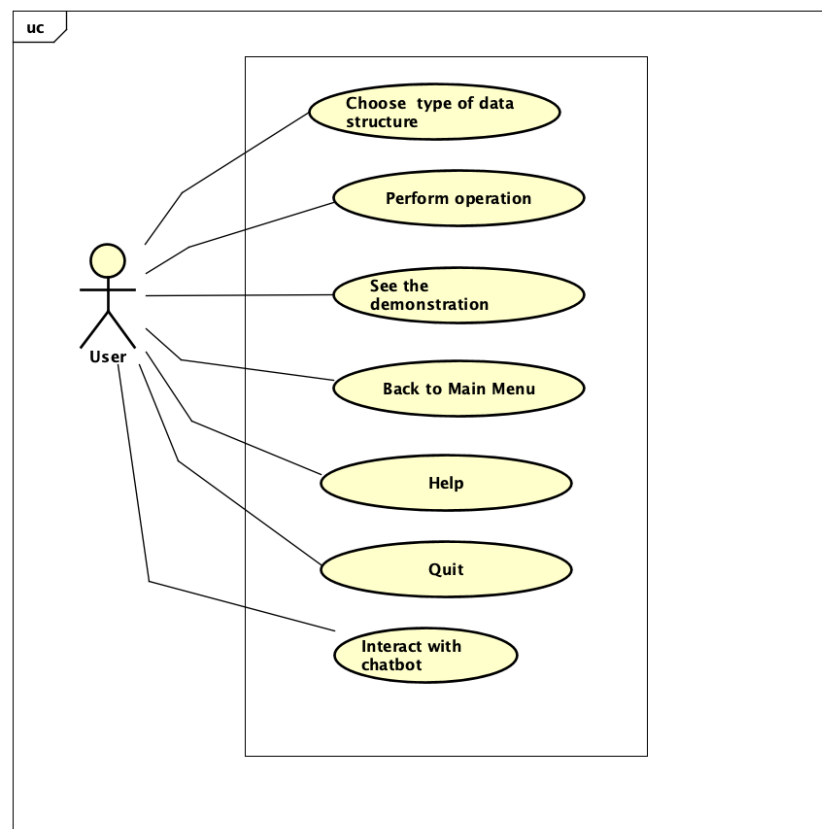 uc
Choose type of data
structure
Perform operation
See the
demonstration
User
Back to Main Menu
Help
Quit
Interact with
chatbot